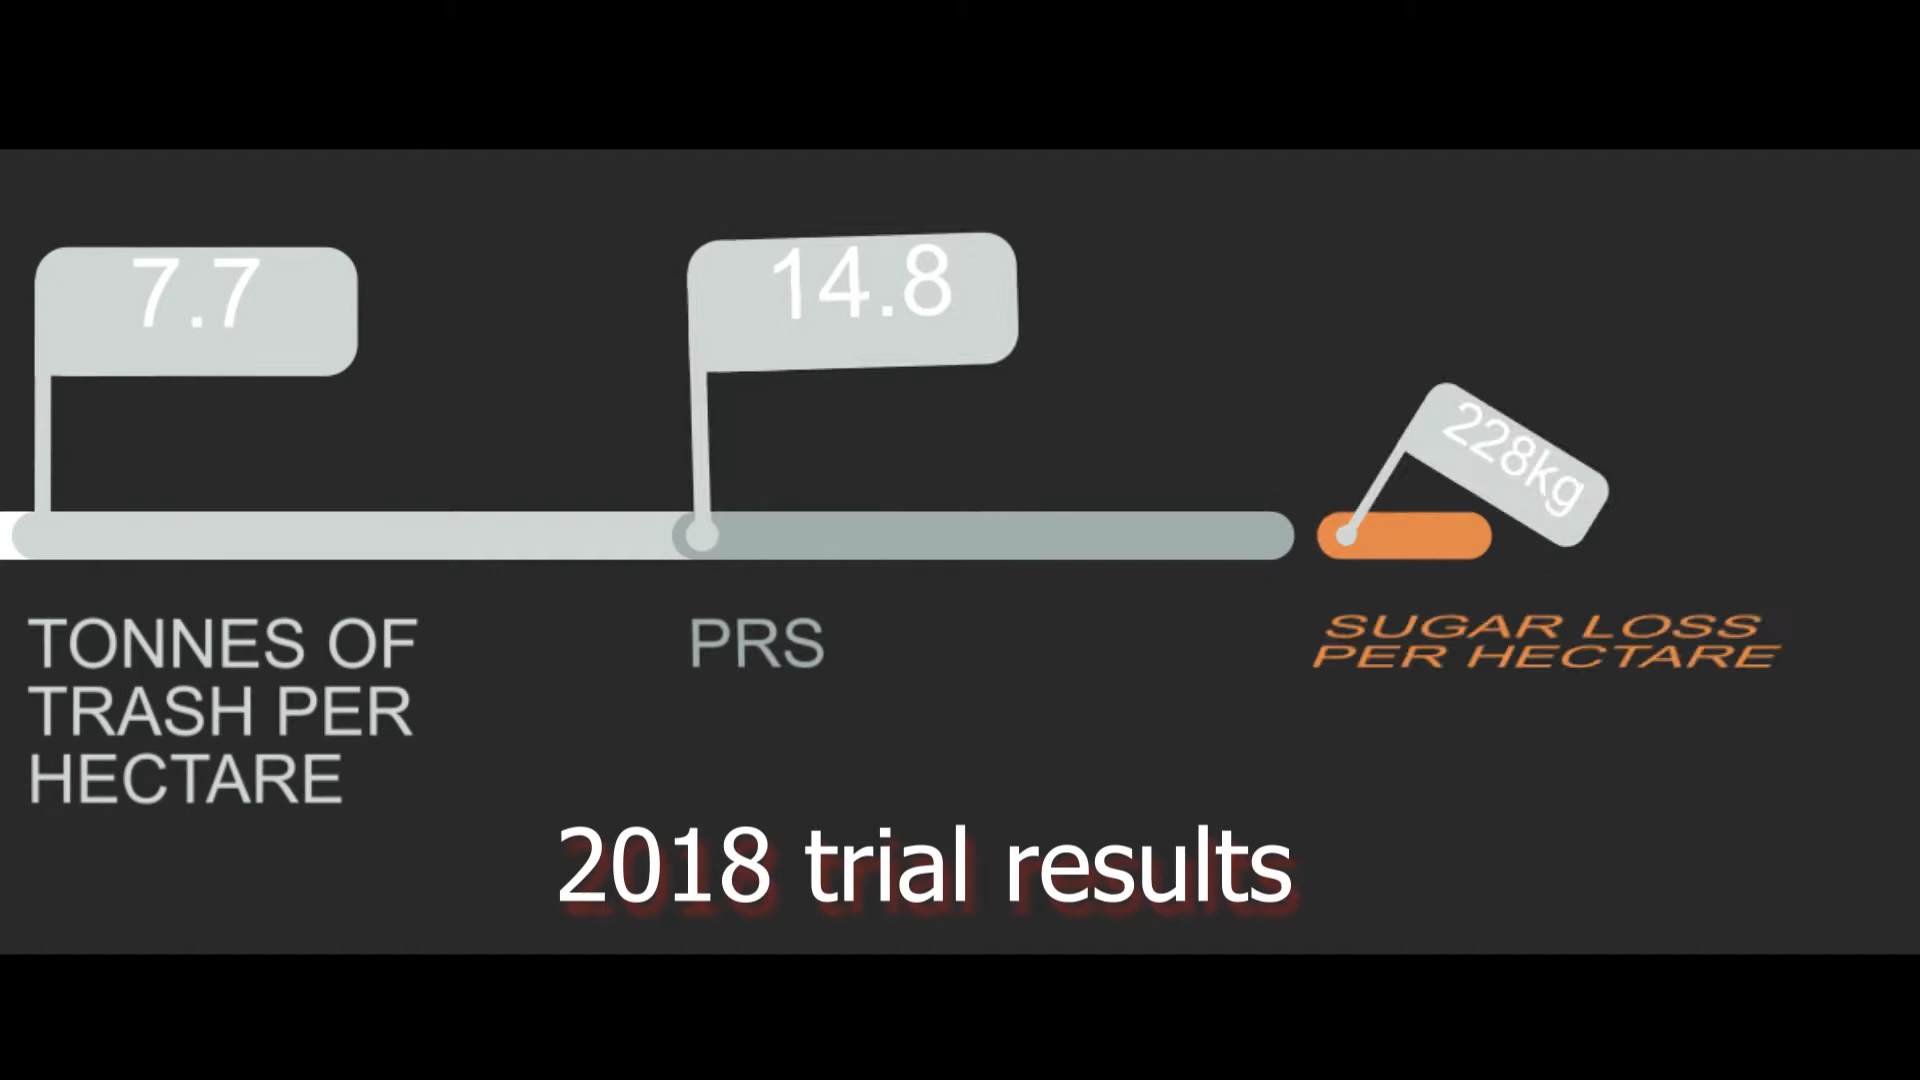 7.7
14.8
228kg
TONNES OF
TRASH PER
HECTARE
PRS
SUGAR LOSS
PER HECTARE
2018 trial results